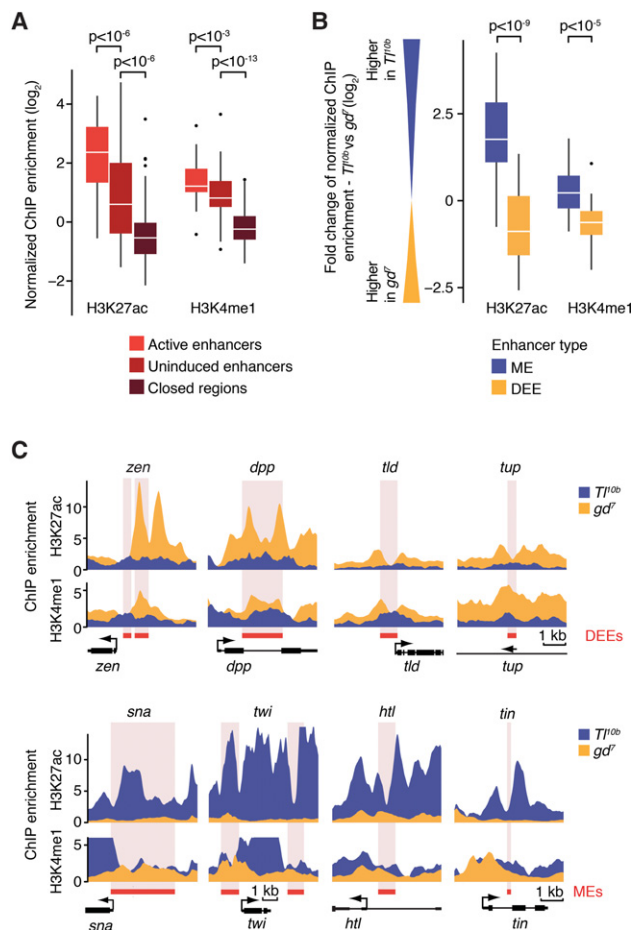 A
p<10-6
p<10-3
p<10-6
p<10-13
Normalized ChIP enrichment (log2)
4
2
0
−2
H3K27ac
H3K4me1
Active enhancers
Uninduced enhancers
Closed regions
B
p<10-9
p<10-5
Fold change of normalized ChIP
enrichment - Tl10b vs gd7 (log2)
Higher
in Tl10b
Higher
in gd7
2.5
0
−2.5
H3K27ac
H3K4me1
Enhancer type
ME
DEE
C
zen
dpp
tld
tup
Tl10b
gd7
ChIP enrichment
H3K27ac
10
5
0
H3K4me1
4
0
DEEs
1 kb
zen
dpp
tld
tup
sna
twi
htl
tin
Tl10b
gd7
ChIP enrichment
H3K27ac
10
5
0
H3K4me1
4
0
MEs
1 kb
1 kb
sna
twi
htl
tin